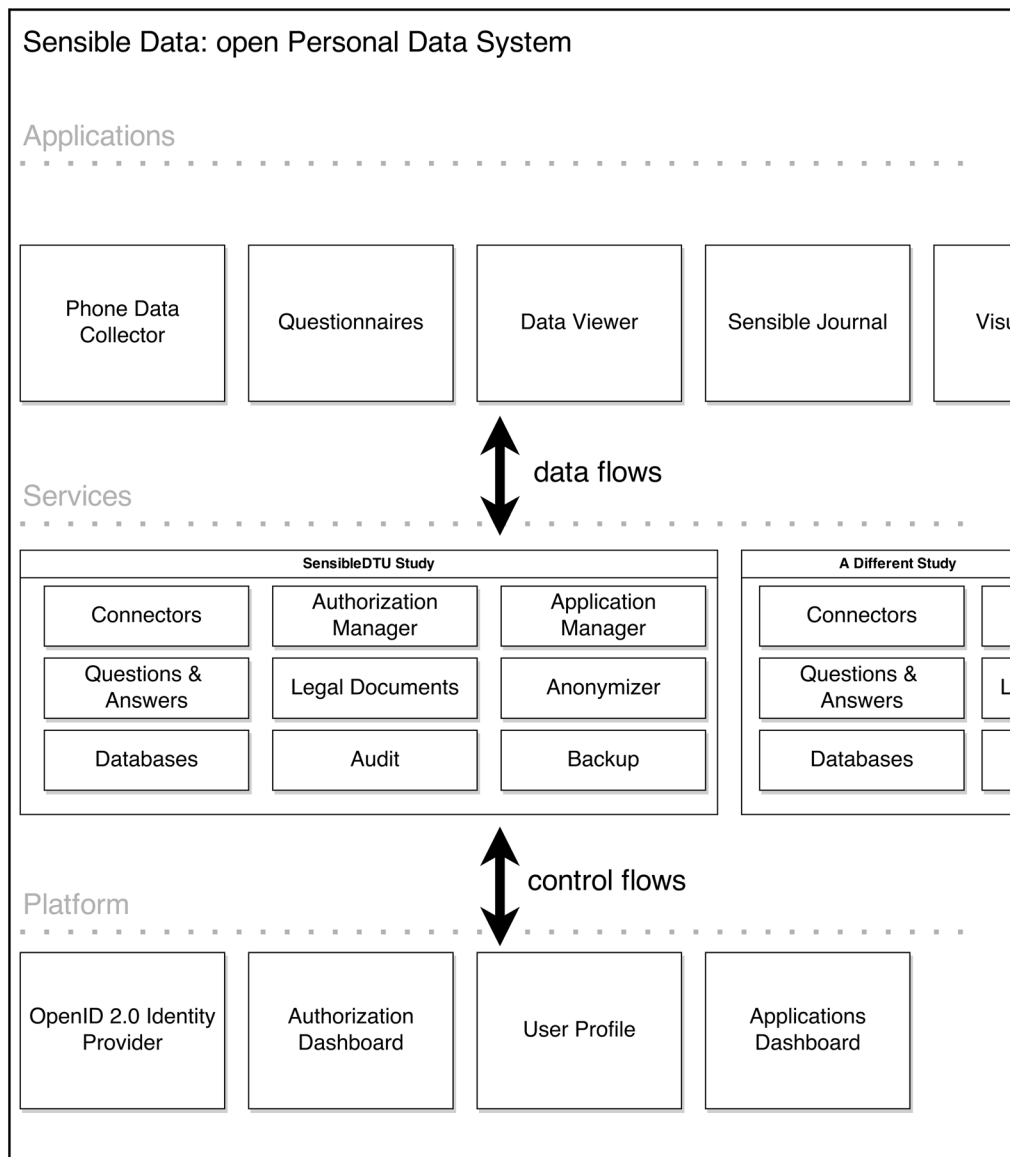 Sensible Data: open Personal Data System
Applications
Phone Data
Collector
Questionnaires
Data Viewer
Sensible Journal
data flows
Services
SensibleDTU Study
Connectors
Authorization
Manager
Application
Manager
Questions &
Answers
Legal Documents
Anonymizer
Databases
Audit
Backup
A Different Study
Connectors
Questions &
Answers
Databases
control flows
Platform
OpenID 2.0 Identity
Provider
Authorization
Dashboard
User Profile
Applications
Dashboard